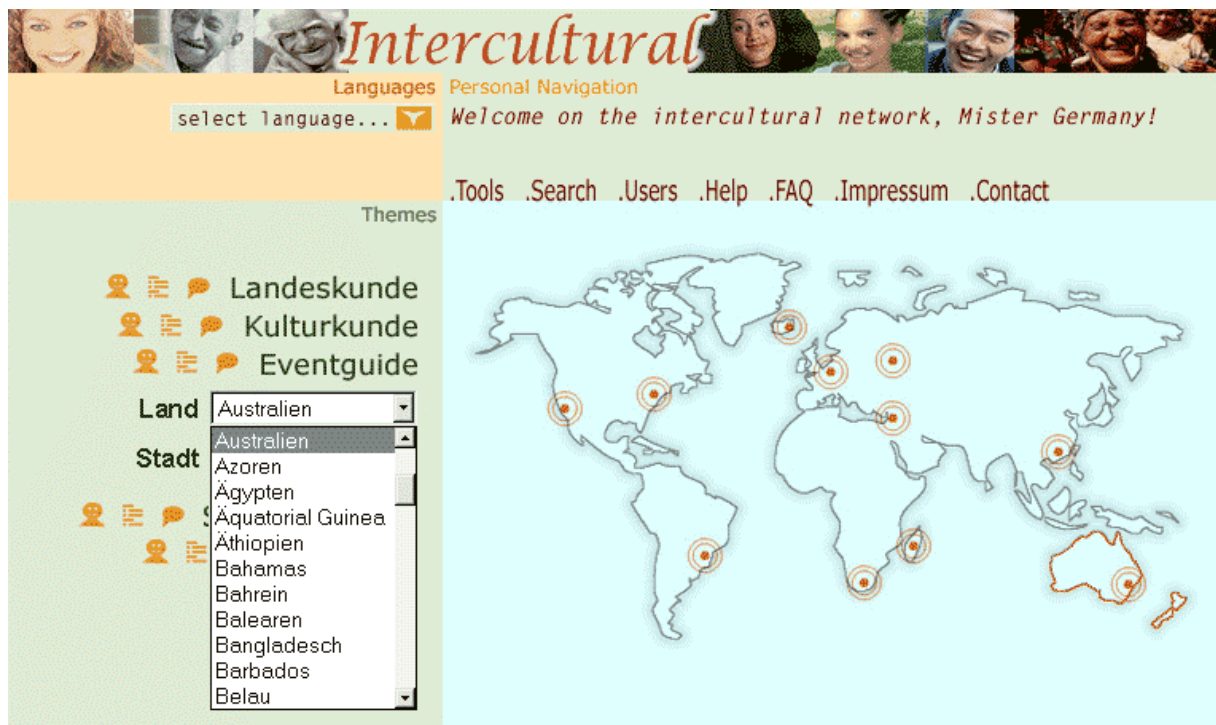 Intercultural
Languages
Personal Navigation
select language...
Welcome on the intercultural network, Mister Germany!
.Tools .Search .Users .Help .FAQ .Impressum .Contact
Themes
Landeskunde
Kulturkunde
Eventguide
Land Australien
Stadt
Australien
Azoren
Ägypten
Äquatorial Guinea
Äthiopien
Bahamas
Bahrein
Balearen
Bangladesch
Barbados
Belau